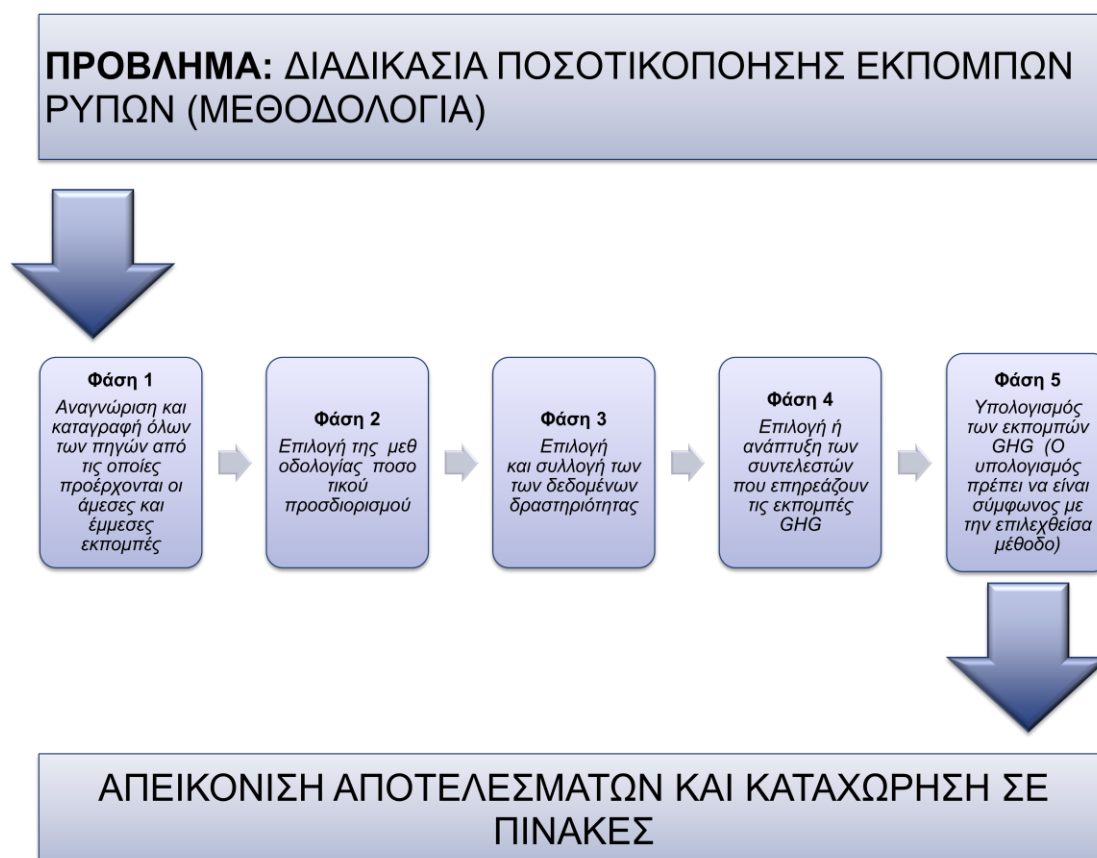 ΠΡΟΒΛΗΜΑ: ΔΙΑΔΙΚΑΣΙΑ ΠΟΣΟΤΙΚΟΠΟΗΣΗΣ ΕΚΠΟΜΠΩΝ
ΡΥΠΩΝ (ΜΕΘΟΔΟΛΟΓΙΑ)
Φάση 1
Αναγνώριση και
καταγραφή όλων
των πηγών από
τις οποίες
προέρχονται οι
άμεσες και
έμμεσες
εκπομπές
Φάση 2
Επιλογή της μεθ
οδολογίας ποσο
τικού
προσδιορισμού
Φάση 3
Επιλογή
και συλλογή των
των δεδομένων
δραστηριότητας
Φάση 4
Επιλογή ή
ανάπτυξη των
συντελεστών
που επηρεάζουν
τις εκπομπές
GHG
Φάση 5
Υπολογισμός
των εκπομπών
GHG (Ο
υπολογισμός
πρέπει να είναι
σύμφωνος με
την επιλεχθείσα
μέθοδο)
ΑΠΕΙΚΟΝΙΣΗ ΑΠΟΤΕΛΕΣΜΑΤΩΝ ΚΑΙ ΚΑΤΑΧΩΡΗΣΗ ΣΕ
ΠΙΝΑΚΕΣ